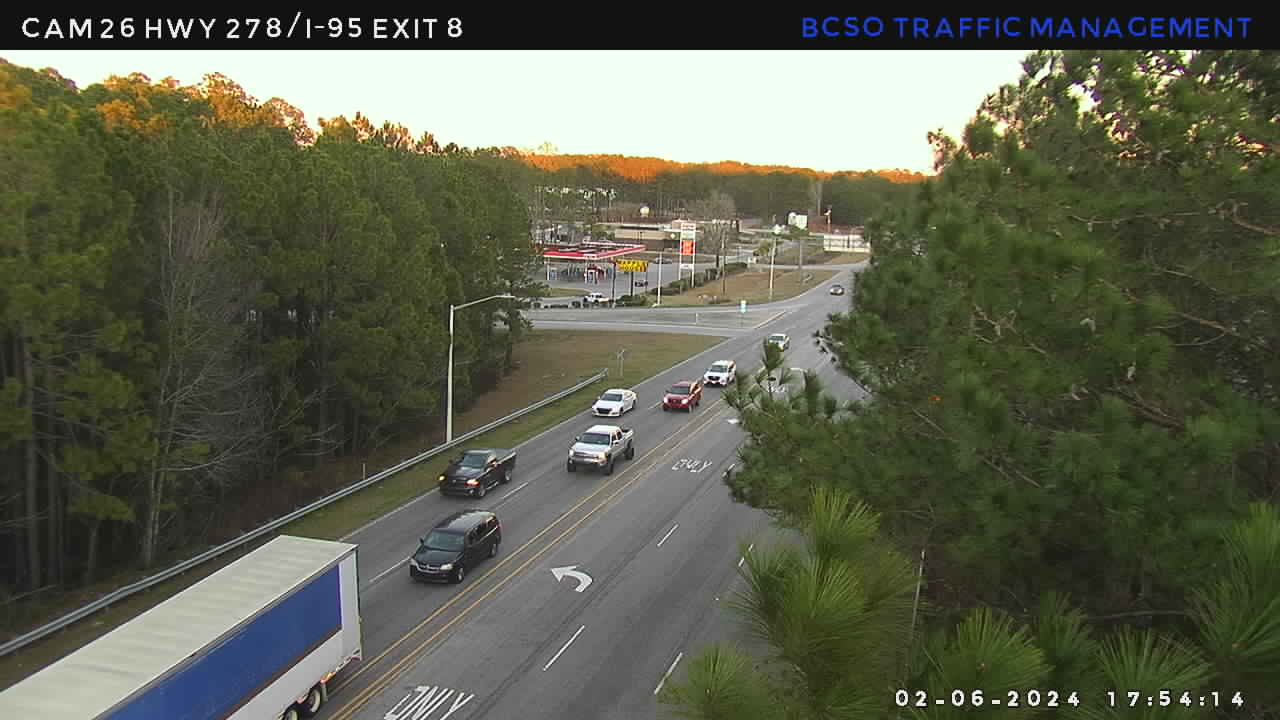 CAM 26 HWY 278/I-95 EXIT 8
BCSO TRAFFIC MANAGEMENT
ONLY
ONLY
02-06-2024 17:54:14